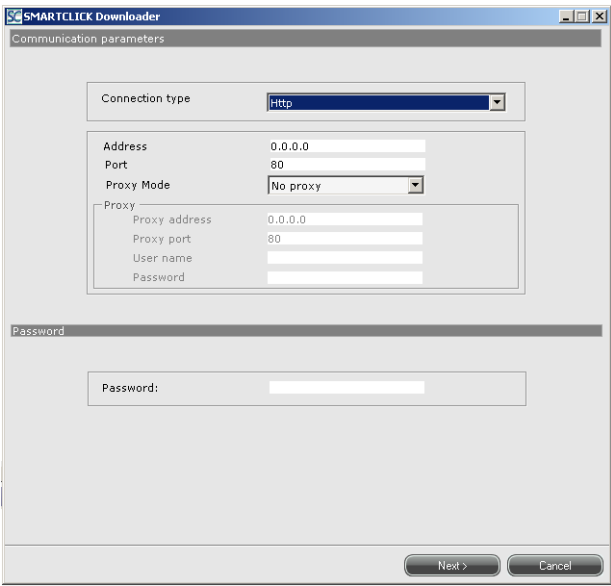 SC SMARTCLICK Downloader
Communication parameters
Connection type Http
Address 0.0.0.0
Port 80
Proxy Mode No proxy
Proxy
Proxy address 0.0.0.0
Proxy port 80
User name
Password
Password
Password:
Next > Cancel